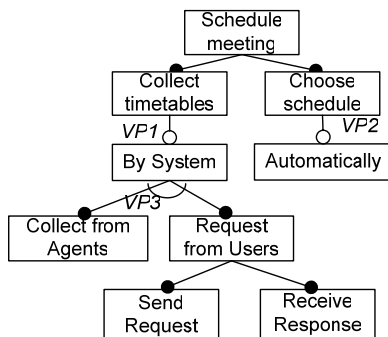 Schedule
meeting
Collect
timetables
Choose
schedule
VP1
VP2
By System
Automatically
VP3
Collect from
Agents
Request
from Users
Send
Request
Receive
Response